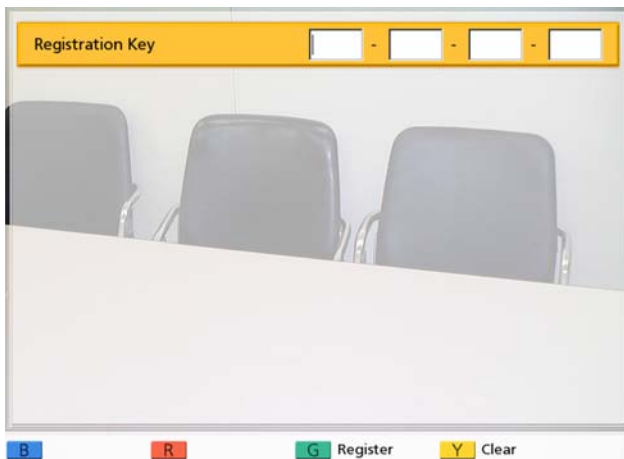 Registration Key - - -
B R G Register Y Clear